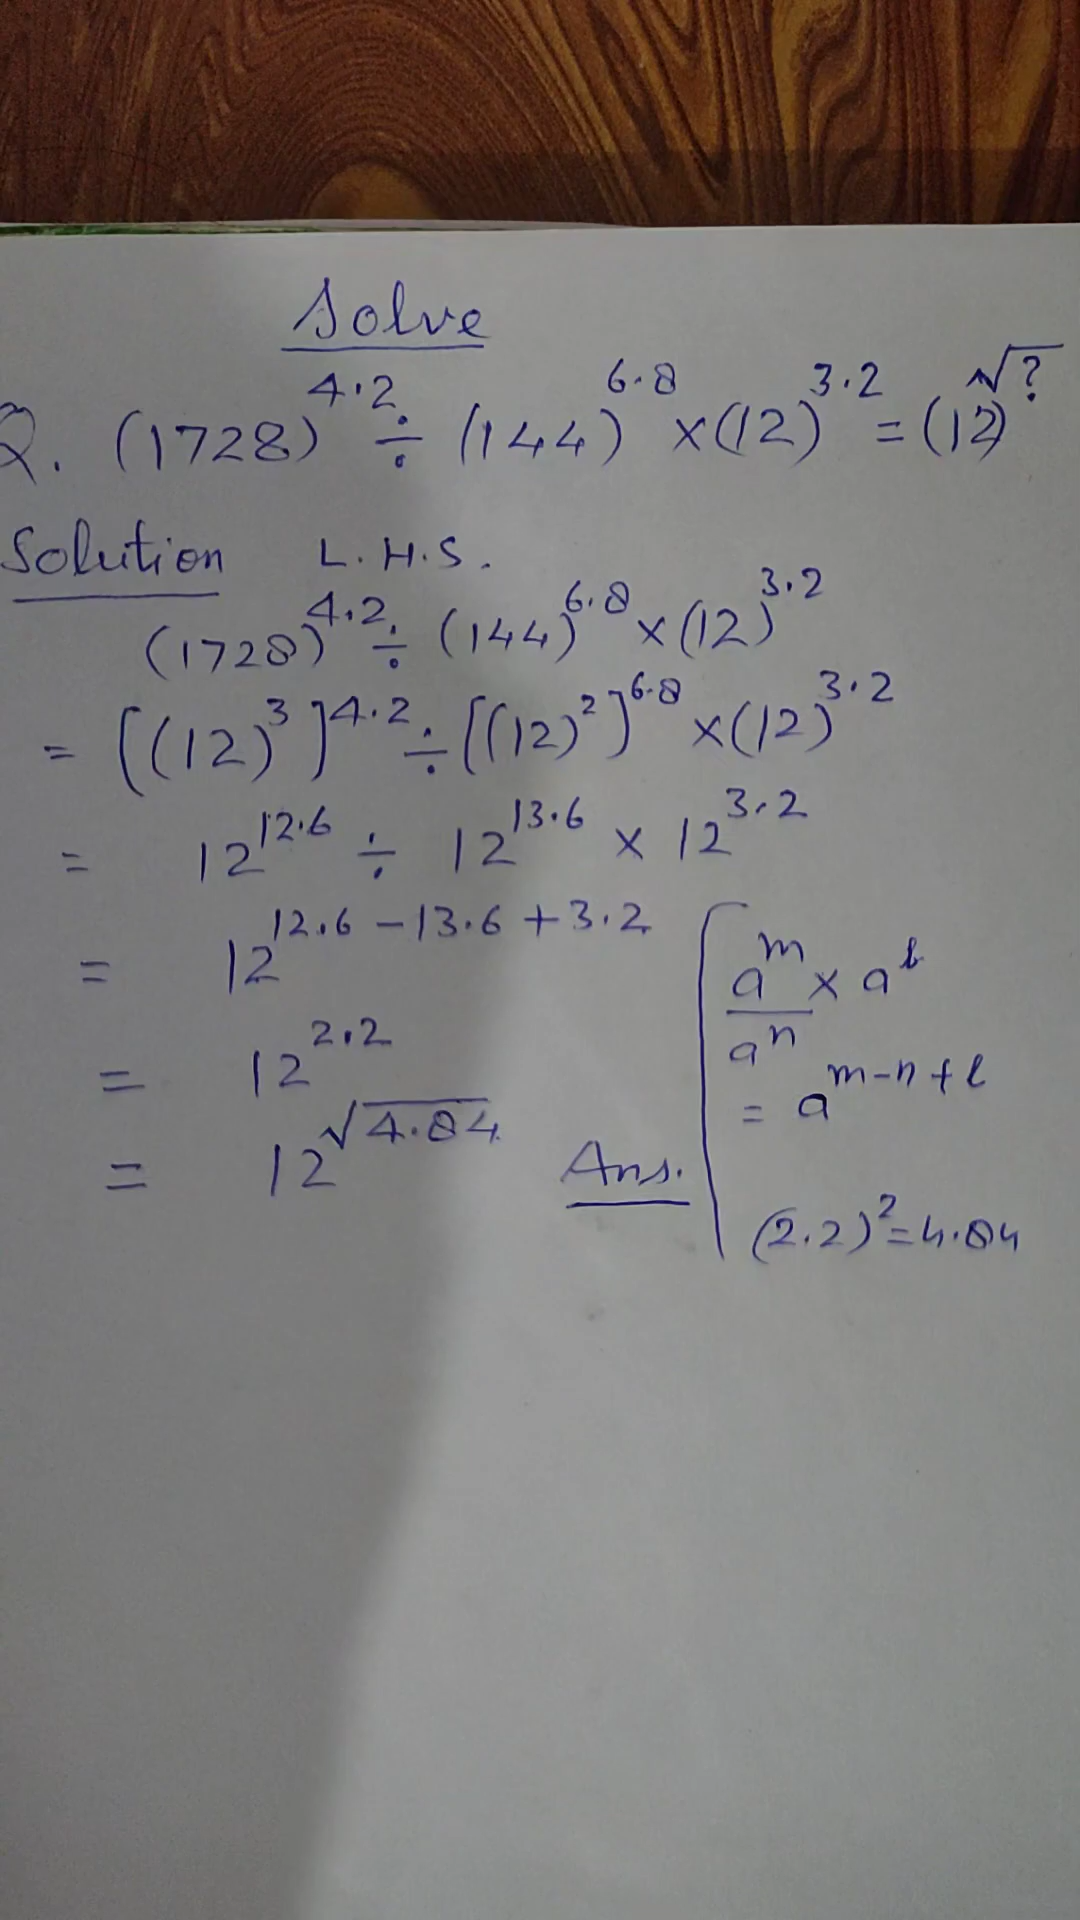 Solve
Q. (1728)^4.2 ÷ (144)^6.8 × (12)^3.2 = (12)^√?
Solution L.H.S.
(1728)^4.2 ÷ (144)^6.8 × (12)^3.2
= [(12)^3]^4.2 ÷ [(12)^2]^6.8 × (12)^3.2
= 12^12.6 ÷ 12^13.6 × 12^3.2
= 12^12.6 - 13.6 + 3.2
= 12^2.2
= 12^√4.84 Ans.
a^m/a^n × a^l
= a^m-n+l
(2.2)^2 = 4.84